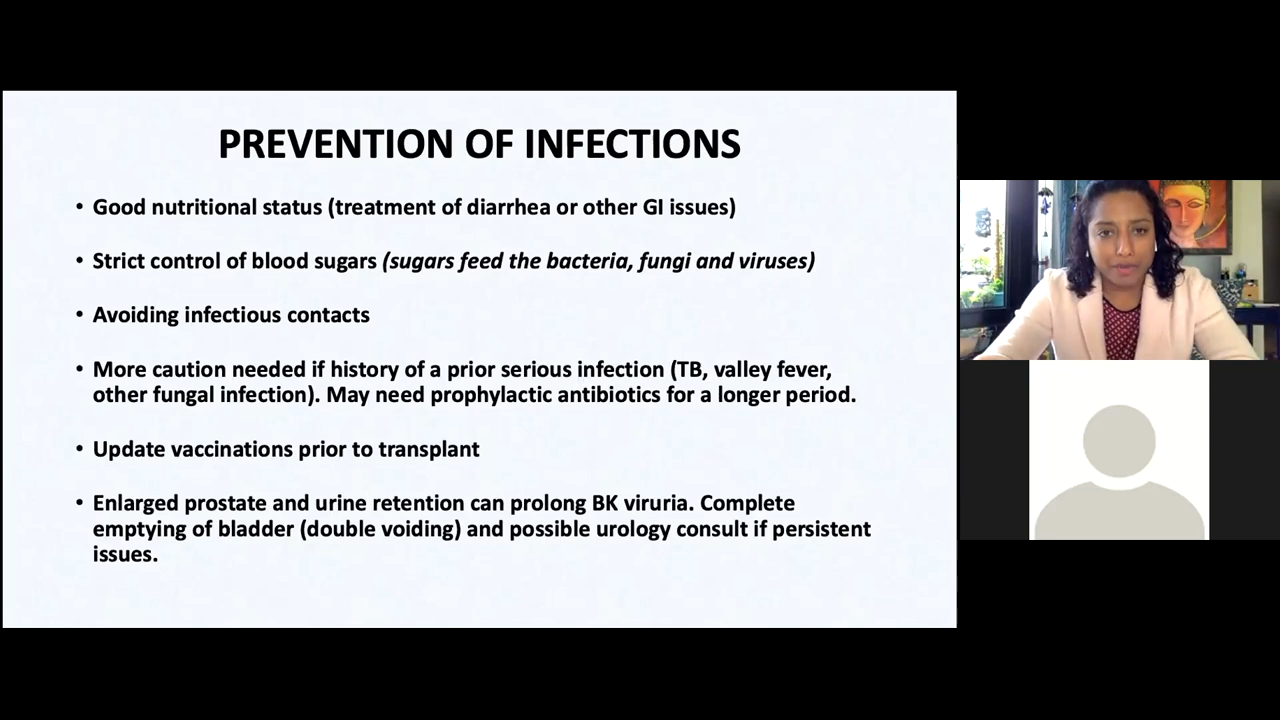 PREVENTION OF INFECTIONS
• Good nutritional status (treatment of diarrhea or other GI issues)
• Strict control of blood sugars (sugars feed the bacteria, fungi and viruses)
• Avoiding infectious contacts
• More caution needed if history of a prior serious infection (TB, valley fever,
other fungal infection). May need prophylactic antibiotics for a longer period.
• Update vaccinations prior to transplant
• Enlarged prostate and urine retention can prolong BK viruria. Complete
emptying of bladder (double voiding) and possible urology consult if persistent
issues.